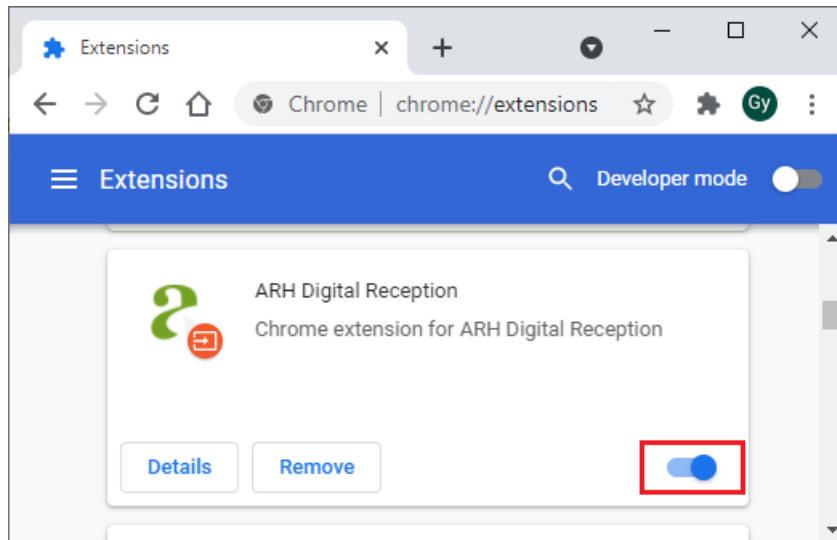 Extensions
Chrome | chrome://extensions
Gy
Extensions
Developer mode
ARH Digital Reception
Chrome extension for ARH Digital Reception
Details
Remove